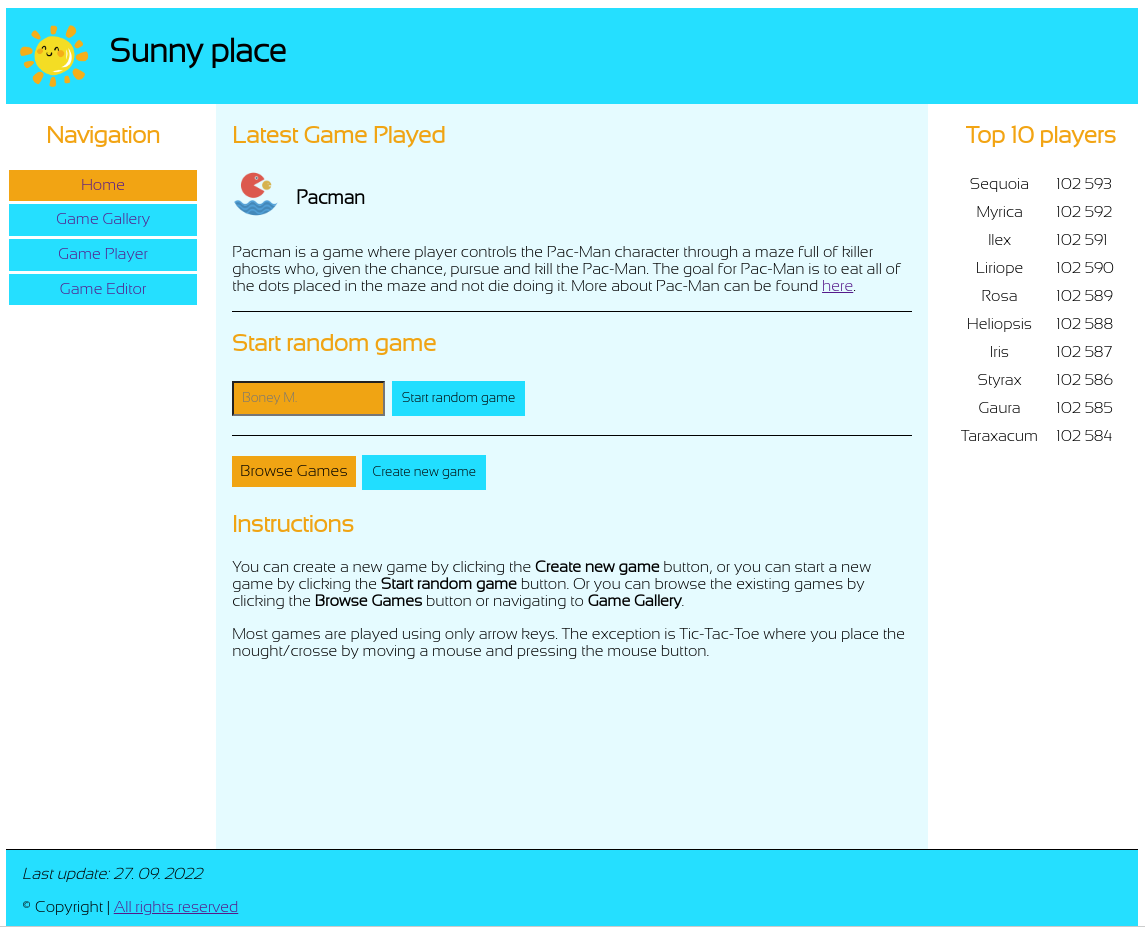 Sunny place
Navigation
Home
Game Gallery
Game Player
Game Editor
Latest Game Played
Pacman
Pacman is a game where player controls the Pac-Man character through a maze full of killer
ghosts who, given the chance, pursue and kill the Pac-Man. The goal for Pac-Man is to eat all of
the dots placed in the maze and not die doing it. More about Pac-Man can be found here.
Start random game
Boney M.
Start random game
Browse Games
Create new game
Instructions
You can create a new game by clicking the Create new game button, or you can start a new
game by clicking the Start random game button. Or you can browse the existing games by
clicking the Browse Games button or navigating to Game Gallery.
Most games are played using only arrow keys. The exception is Tic-Tac-Toe where you place the
nought/crosse by moving a mouse and pressing the mouse button.
Top 10 players
Sequoia 102 593
Myrica 102 592
Ilex 102 591
Liriope 102 590
Rosa 102 589
Heliopsis 102 588
Iris 102 587
Styrax 102 586
Gaura 102 585
Taraxacum 102 584
Last update: 27. 09. 2022
© Copyright | All rights reserved